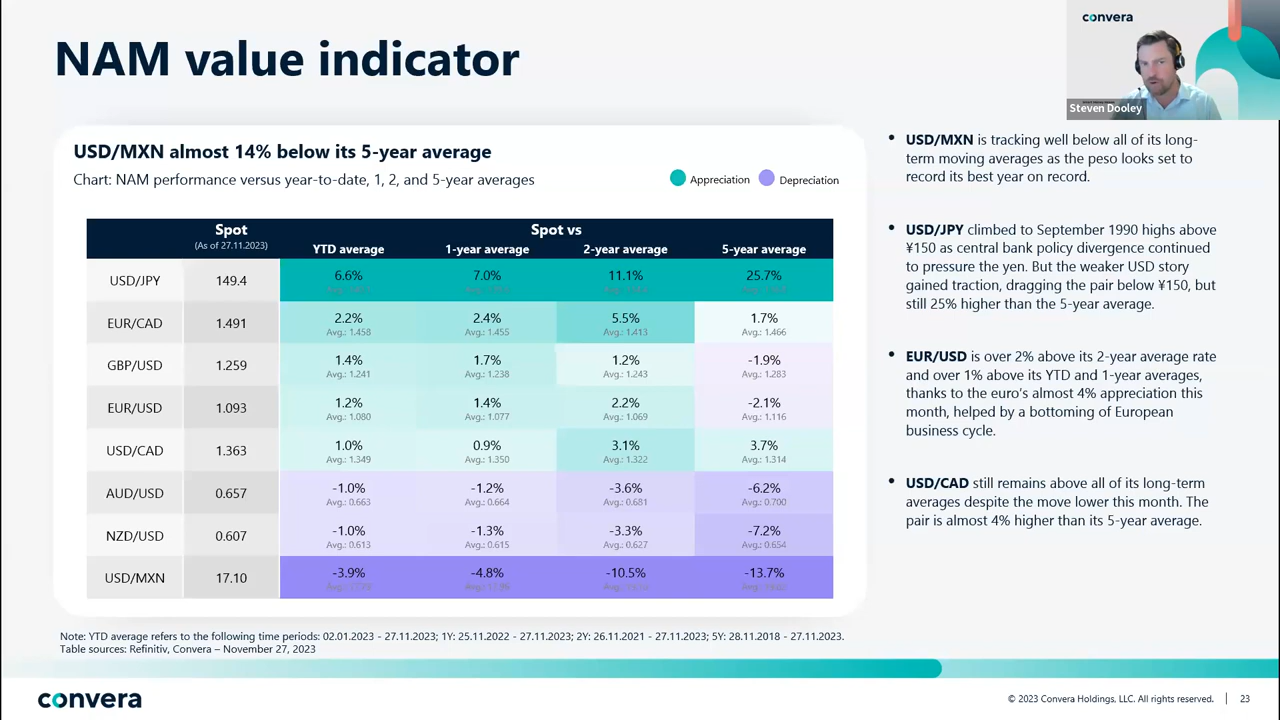 NAM value indicator
convera
Steven Dooley
USD/MXN almost 14% below its 5-year average
Chart: NAM performance versus year-to-date, 1, 2, and 5-year averages
Appreciation
Depreciation
Spot
Spot vs
(As of 27.11.2023)
YTD average 1-year average 2-year average 5-year average
USD/JPY 149.4 6.6% 7.0% 11.1% 25.7%
EUR/CAD 1.491 2.2% 2.4% 5.5% 1.7%
Avg.: 1.458 Avg.: 1.455 Avg.: 1.413 Avg.: 1.466
GBP/USD 1.259 1.4% 1.7% 1.2% -1.9%
Avg.: 1.241 Avg.: 1.238 Avg.: 1.243 Avg.: 1.283
EUR/USD 1.093 1.2% 1.4% 2.2% -2.1%
Avg.: 1.080 Avg.: 1.077 Avg.: 1.069 Avg.: 1.116
USD/CAD 1.363 1.0% 0.9% 3.1% 3.7%
Avg.: 1.349 Avg.: 1.350 Avg.: 1.322 Avg.: 1.314
AUD/USD 0.657 -1.0% -1.2% -3.6% -6.2%
Avg.: 0.663 Avg.: 0.664 Avg.: 0.681 Avg.: 0.700
NZD/USD 0.607 -1.0% -1.3% -3.3% -7.2%
Avg.: 0.613 Avg.: 0.615 Avg.: 0.627 Avg.: 0.654
USD/MXN 17.10 -3.9% -4.8% -10.5% -13.7%
Note: YTD average refers to the following time periods: 02.01.2023 - 27.11.2023; 1Y: 25.11.2022 - 27.11.2023; 2Y: 26.11.2021 - 27.11.2023; 5Y: 28.11.2018 - 27.11.2023.
Table sources: Refinitiv, Convera – November 27, 2023
• USD/MXN is tracking well below all of its long-
term moving averages as the peso looks set to
record its best year on record.
• USD/JPY climbed to September 1990 highs above
¥150 as central bank policy divergence continued
to pressure the yen. But the weaker USD story
gained traction, dragging the pair below ¥150, but
still 25% higher than the 5-year average.
• EUR/USD is over 2% above its 2-year average rate
and over 1% above its YTD and 1-year averages,
thanks to the euro’s almost 4% appreciation this
month, helped by a bottoming of European
business cycle.
• USD/CAD still remains above all of its long-term
averages despite the move lower this month. The
pair is almost 4% higher than its 5-year average.
convera
© 2023 Convera Holdings, LLC. All rights reserved. | 23